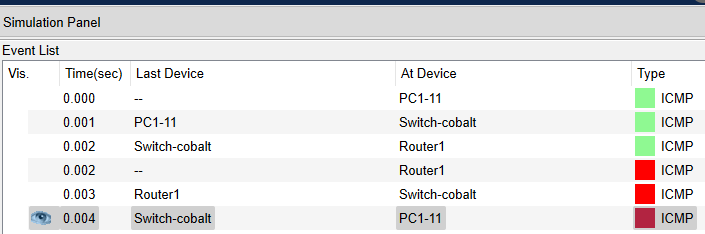 Simulation Panel
Event List
Vis. Time(sec) Last Device At Device Type
0.000 -- PC1-11 ICMP
0.001 PC1-11 Switch-cobalt ICMP
0.002 Switch-cobalt Router1 ICMP
0.002 -- Router1 ICMP
0.003 Router1 Switch-cobalt ICMP
0.004 Switch-cobalt PC1-11 ICMP